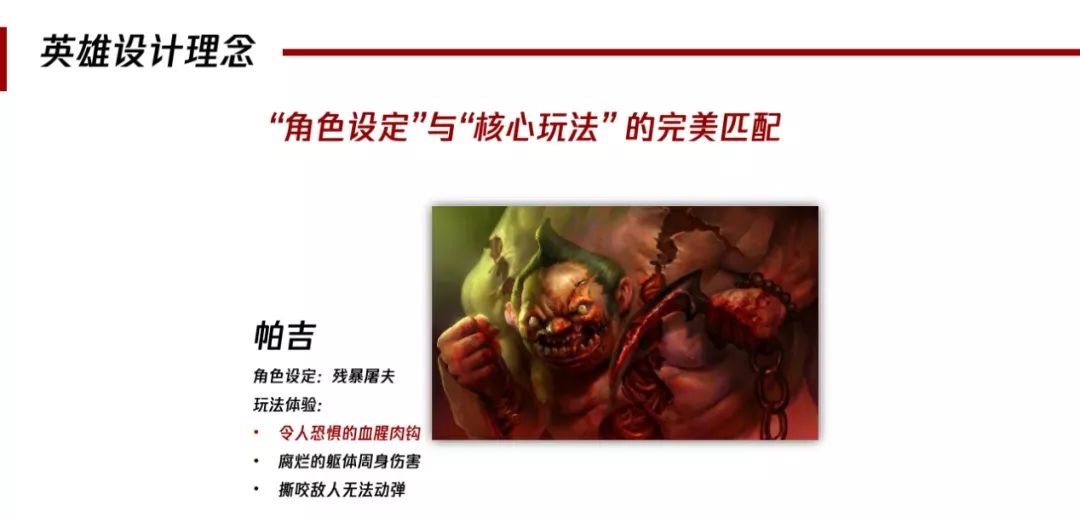 英雄设计理念
“角色设定”与“核心玩法” 的完美匹配
帕吉
角色设定：残暴屠夫
玩法体验：
• 令人恐惧的血腥肉钩
• 腐烂的躯体周身伤害
• 撕咬敌人无法动弹